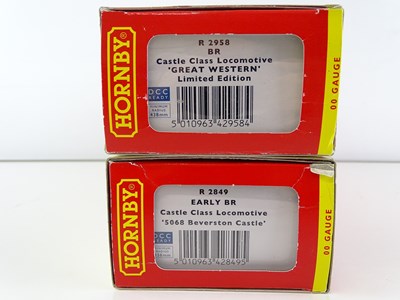 HORNBY
R 2958
BR
Castle Class Locomotive
'GREAT WESTERN'
Limited Edition
DCC
READY
438mm
5 010963 429584
00 GAUGE
HORNBY
R 2849
EARLY BR
Castle Class Locomotive
'5068 Beverston Castle'
DCC
READY
5 010963 428495
00 GAUGE